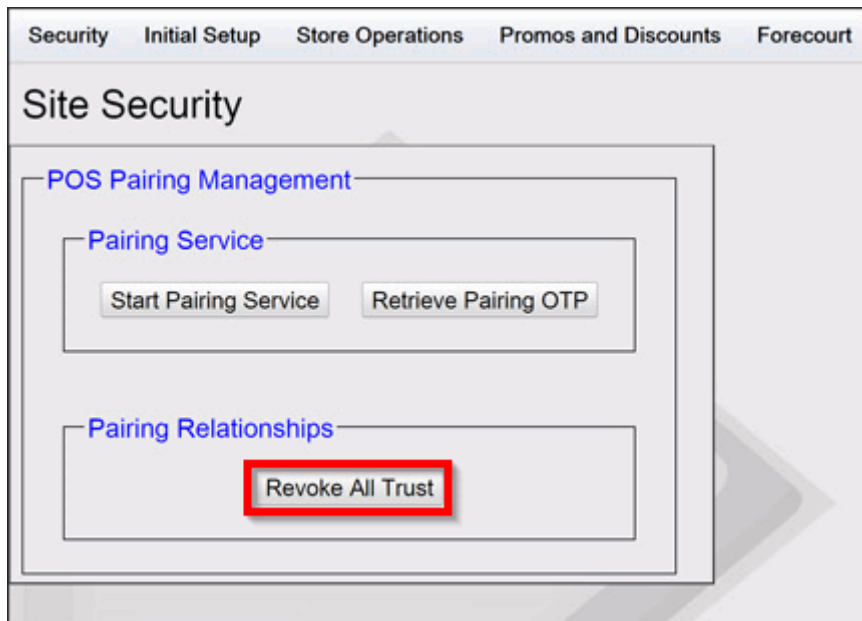 Security Initial Setup Store Operations Promos and Discounts Forecourt
Site Security
POS Pairing Management
Pairing Service
Start Pairing Service Retrieve Pairing OTP
Pairing Relationships
Revoke All Trust